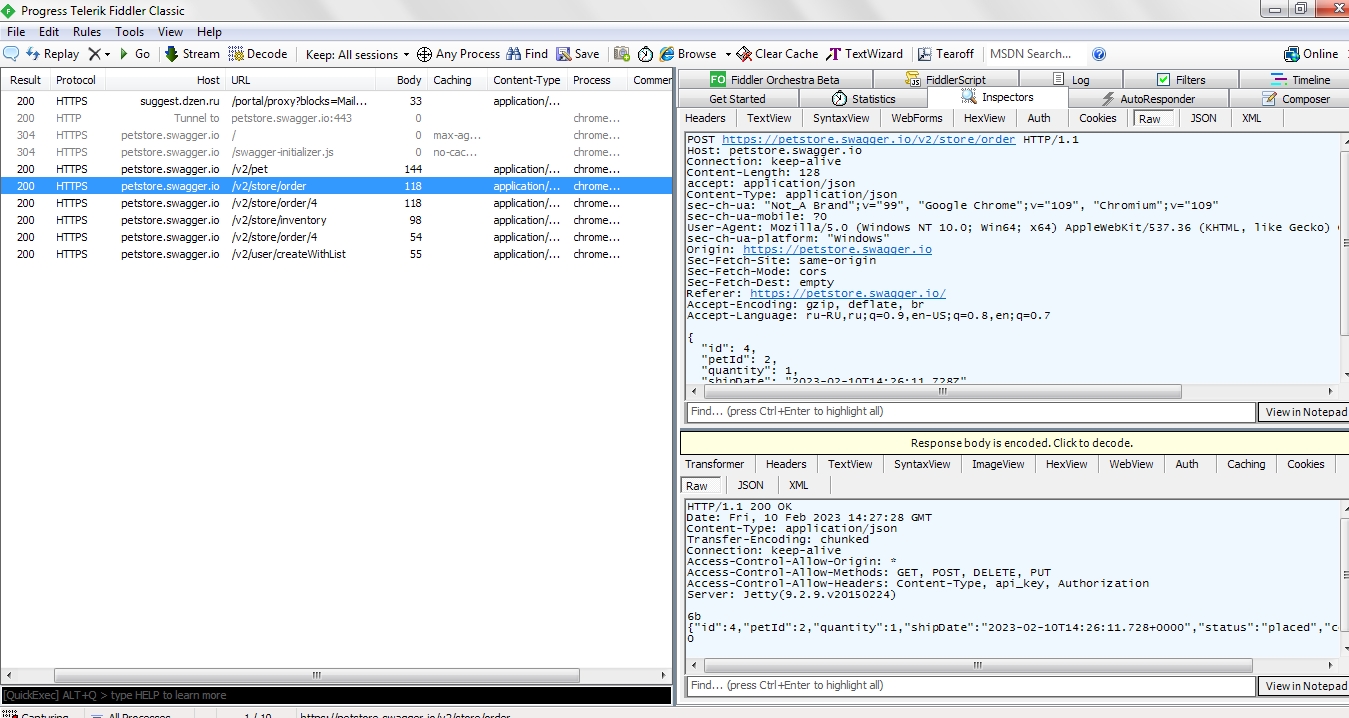 Progress Telerik Fiddler Classic
File Edit Rules Tools View Help
Replay Go Stream Decode Keep: All sessions Any Process Find Save Browse Clear Cache TextWizard Tearoff MSDN Search... Online
Result Protocol Host URL Body Caching Content-Type Process Commen
200 HTTPS suggest.dzen.ru /portal/proxy?blocks=Mail... 33 application/...
200 HTTP Tunnel to petstore.swagger.io:443 0 chrome...
304 HTTPS petstore.swagger.io / 0 max-ag... chrome...
304 HTTPS petstore.swagger.io /swagger-initializer.js 0 no-cac... chrome...
200 HTTPS petstore.swagger.io /v2/pet 144 application/... chrome...
200 HTTPS petstore.swagger.io /v2/store/order 118 application/... chrome...
200 HTTPS petstore.swagger.io /v2/store/order/4 118 application/... chrome...
200 HTTPS petstore.swagger.io /v2/store/inventory 98 application/... chrome...
200 HTTPS petstore.swagger.io /v2/store/order/4 54 application/... chrome...
200 HTTPS petstore.swagger.io /v2/user/createWithList 55 application/... chrome...
[QuickExec] ALT+Q > type HELP to learn more
Capturing All Processes 1 / 10 https://petstore.swagger.io/v2/store/order
FO Fiddler Orchestra Beta FiddlerScript Log Filters Timeline
Get Started Statistics Inspectors AutoResponder Composer
Headers TextView SyntaxView WebForms HexView Auth Cookies Raw JSON XML
POST https://petstore.swagger.io/v2/store/order HTTP/1.1
Host: petstore.swagger.io
Connection: keep-alive
Content-Length: 128
accept: application/json
Content-Type: application/json
sec-ch-ua: "Not_A Brand";v="99", "Google Chrome";v="109", "Chromium";v="109"
sec-ch-ua-mobile: ?0
User-Agent: Mozilla/5.0 (Windows NT 10.0; Win64; x64) AppleWebKit/537.36 (KHTML, like Gecko)
sec-ch-ua-platform: "Windows"
Origin: https://petstore.swagger.io
Sec-Fetch-Site: same-origin
Sec-Fetch-Mode: cors
Sec-Fetch-Dest: empty
Referer: https://petstore.swagger.io/
Accept-Encoding: gzip, deflate, br
Accept-Language: ru-RU,ru;q=0.9,en-US;q=0.8,en;q=0.7
{
"id": 4,
"petId": 2,
"quantity": 1,
"shipDate": "2023-02-10T14:26:11.728Z"
Find... (press Ctrl+Enter to highlight all) View in Notepad
Response body is encoded. Click to decode.
Transformer Headers TextView SyntaxView ImageView HexView WebView Auth Caching Cookies
Raw JSON XML
HTTP/1.1 200 OK
Date: Fri, 10 Feb 2023 14:27:28 GMT
Content-Type: application/json
Transfer-Encoding: chunked
Connection: keep-alive
Access-Control-Allow-Origin: *
Access-Control-Allow-Methods: GET, POST, DELETE, PUT
Access-Control-Allow-Headers: Content-Type, api_key, Authorization
Server: Jetty(9.2.9.v20150224)
6b
{"id":4,"petId":2,"quantity":1,"shipDate":"2023-02-10T14:26:11.728+0000","status":"placed","c
0
Find... (press Ctrl+Enter to highlight all) View in Notepad